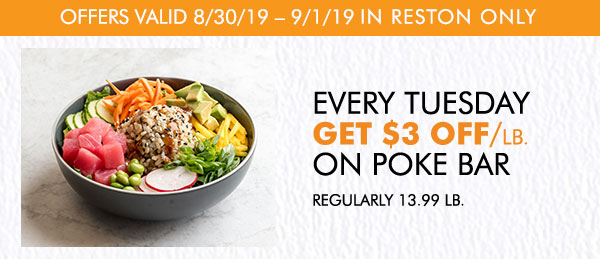 OFFERS VALID 8/30/19 – 9/1/19 IN RESTON ONLY
EVERY TUESDAY
GET $3 OFF/LB.
ON POKE BAR
REGULARLY 13.99 LB.